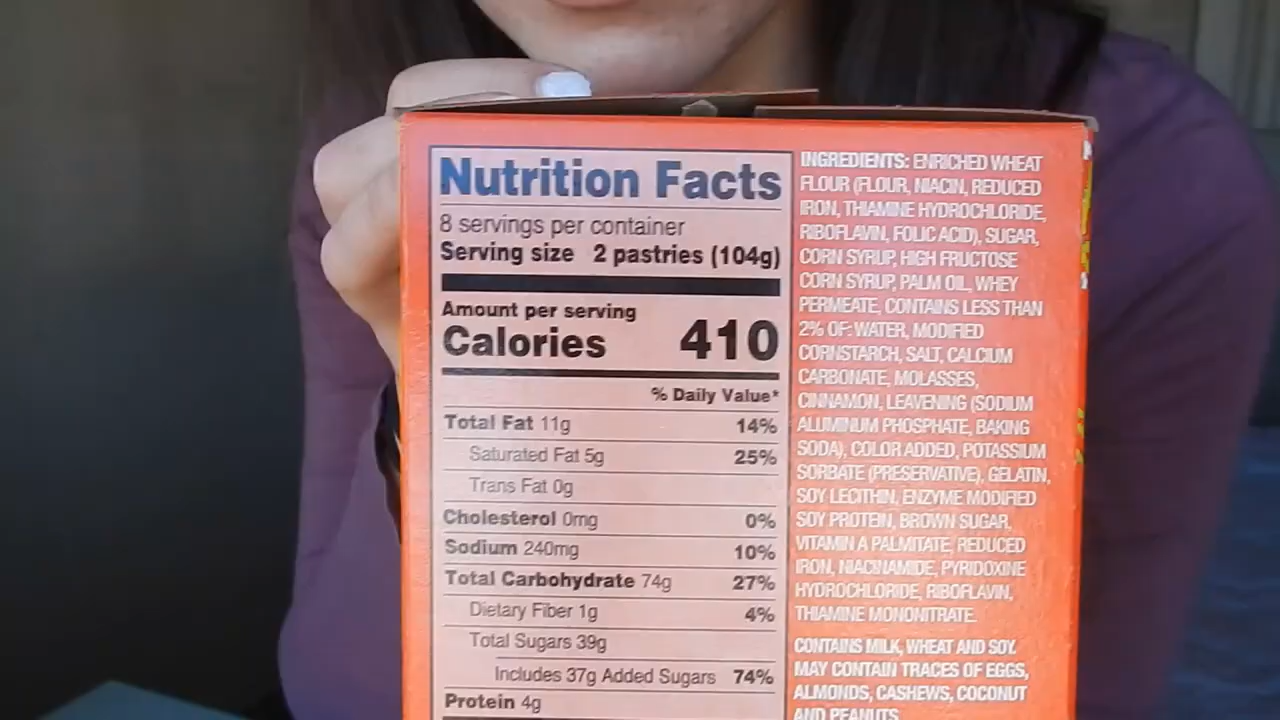 Nutrition Facts
8 servings per container
Serving size 2 pastries (104g)
Amount per serving
Calories 410
% Daily Value*
Total Fat 11g 14%
Saturated Fat 5g 25%
Trans Fat 0g
Cholesterol 0mg 0%
Sodium 240mg 10%
Total Carbohydrate 74g 27%
Dietary Fiber 1g 4%
Total Sugars 39g
Includes 37g Added Sugars 74%
Protein 4g
INGREDIENTS: ENRICHED WHEAT
FLOUR (FLOUR, NIACIN, REDUCED
IRON, THIAMINE HYDROCHLORIDE,
RIBOFLAVIN, FOLIC ACID), SUGAR,
CORN SYRUP, HIGH FRUCTOSE
CORN SYRUP, PALM OIL, WHEY
PERMEATE, CONTAINS LESS THAN
2% OF: WATER, MODIFIED
CORNSTARCH, SALT, CALCIUM
CARBONATE, MOLASSES,
CINNAMON, LEAVENING (SODIUM
ALUMINUM PHOSPHATE, BAKING
SODA), COLOR ADDED, POTASSIUM
SORBATE (PRESERVATIVE), GELATIN,
SOY LECITHIN, ENZYME MODIFIED
SOY PROTEIN, BROWN SUGAR,
VITAMIN A PALMITATE, REDUCED
IRON, NIACINAMIDE, PYRIDOXINE
HYDROCHLORIDE, RIBOFLAVIN,
THIAMINE MONONITRATE.
CONTAINS MILK, WHEAT AND SOY.
MAY CONTAIN TRACES OF EGGS,
ALMONDS, CASHEWS, COCONUT
AND PEANUTS